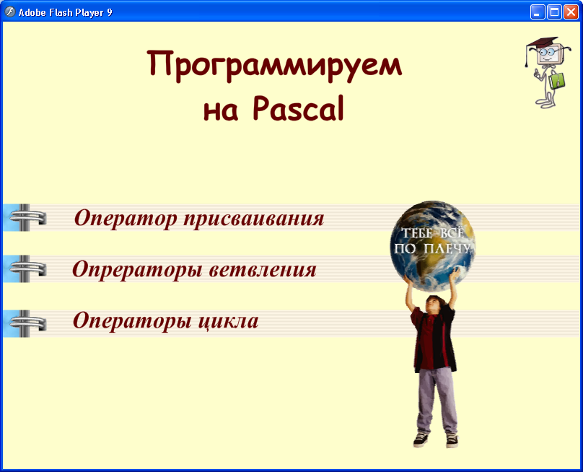 Adobe Flash Player 9
Программируем
на Pascal
Оператор присваивания
Опрераторы ветвления
Операторы цикла
ТЕБЕ ВСЕ
ПО ПЛЕЧУ